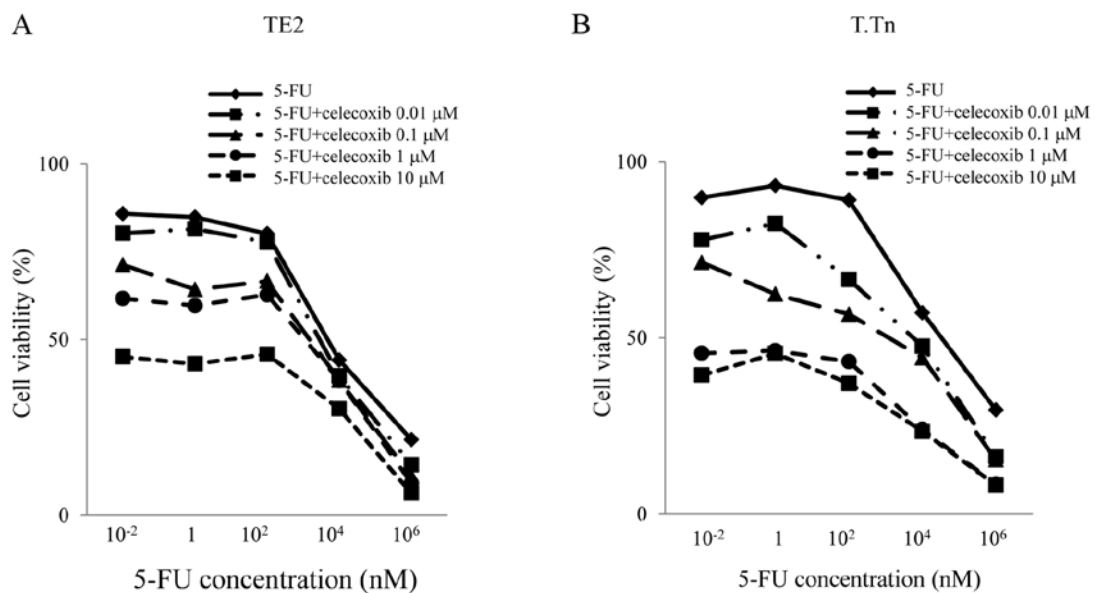 A
TE2
5-FU
5-FU+celecoxib 0.01 μM
5-FU+celecoxib 0.1 μM
5-FU+celecoxib 1 μM
5-FU+celecoxib 10 μM
100
50
0
Cell viability (%)
10⁻²
1
10²
10⁴
10⁶
5-FU concentration (nM)
B
T.Tn
5-FU
5-FU+celecoxib 0.01 μM
5-FU+celecoxib 0.1 μM
5-FU+celecoxib 1 μM
5-FU+celecoxib 10 μM
100
50
0
Cell viability (%)
10⁻²
1
10²
10⁴
10⁶
5-FU concentration (nM)